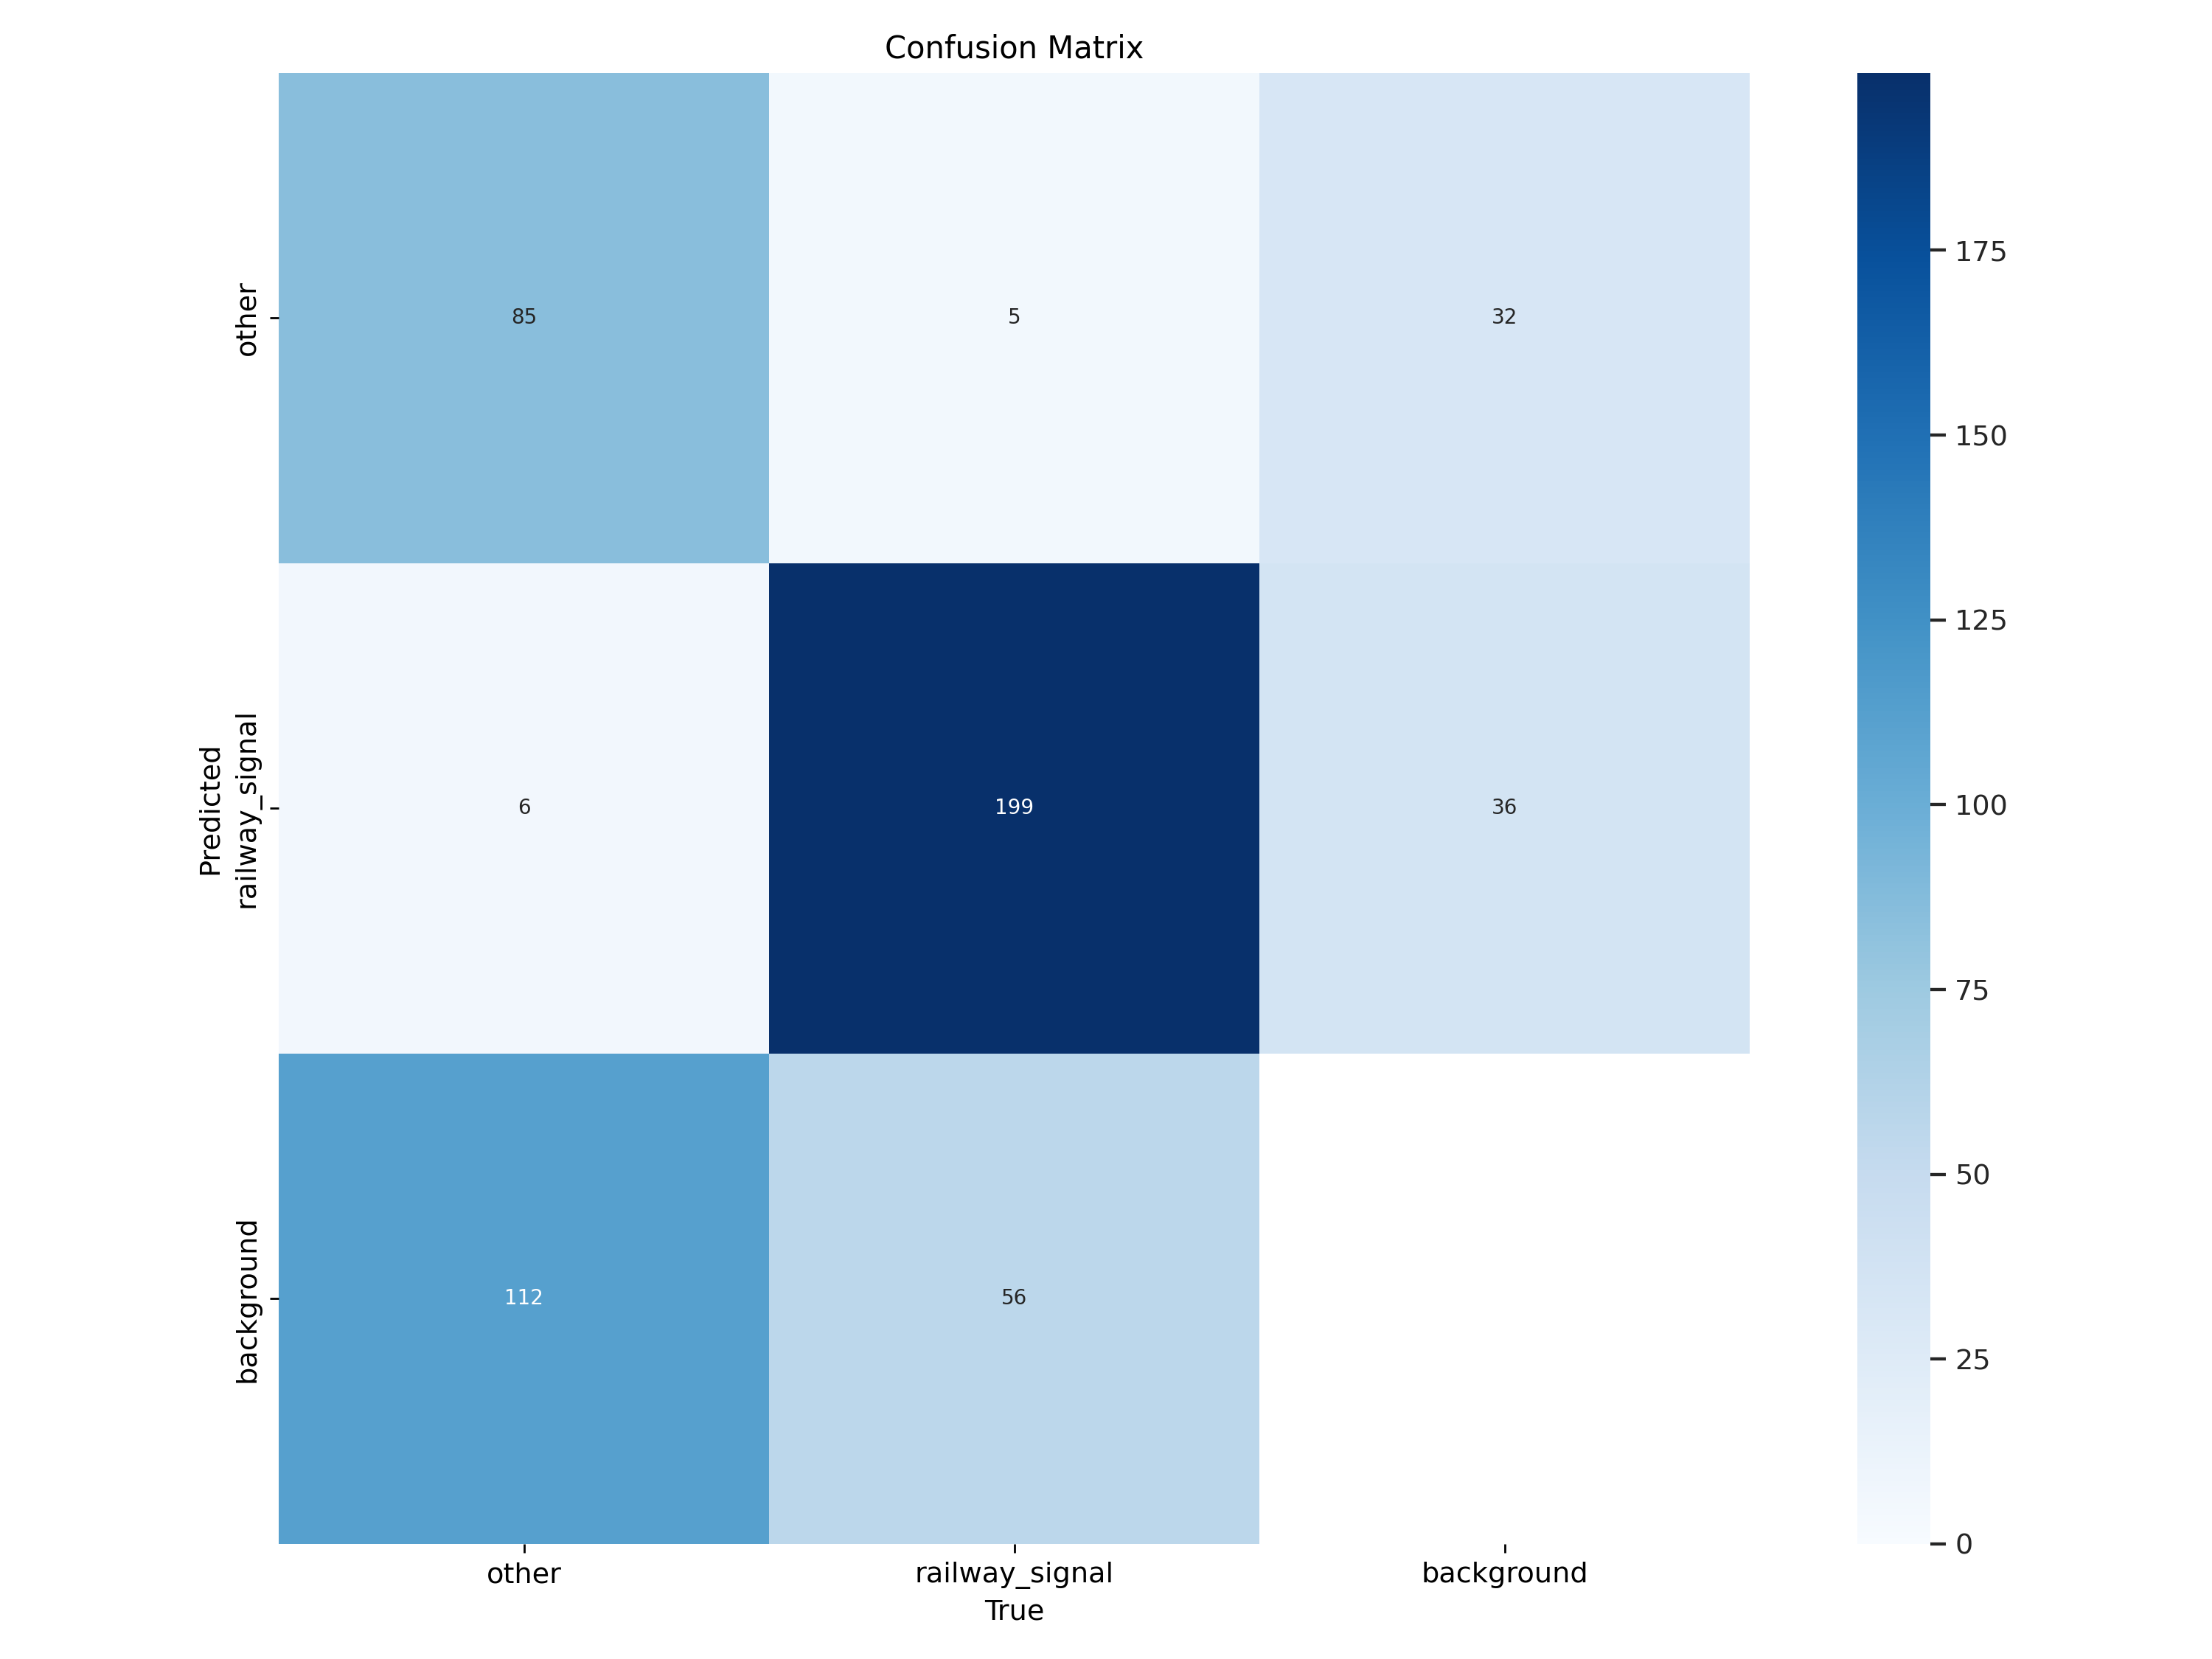 Confusion Matrix
Predicted
other
railway_signal
background
85 5 32
6 199 36
112 56
other railway_signal background
True
175
150
125
100
75
50
25
0